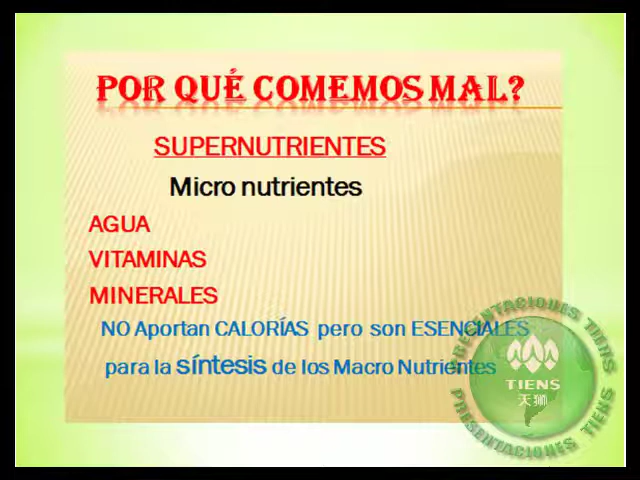 POR QUÉ COMEMOS MAL?
SUPERNUTRIENTES
Micro nutrientes
AGUA
VITAMINAS
MINERALES
NO Aportan CALORÍAS pero son ESENCIALES
para la síntesis de los Macro Nutrientes
PRESENTACIONES TIENS
TIENS
天狮
PRESENTACIONES TIENS